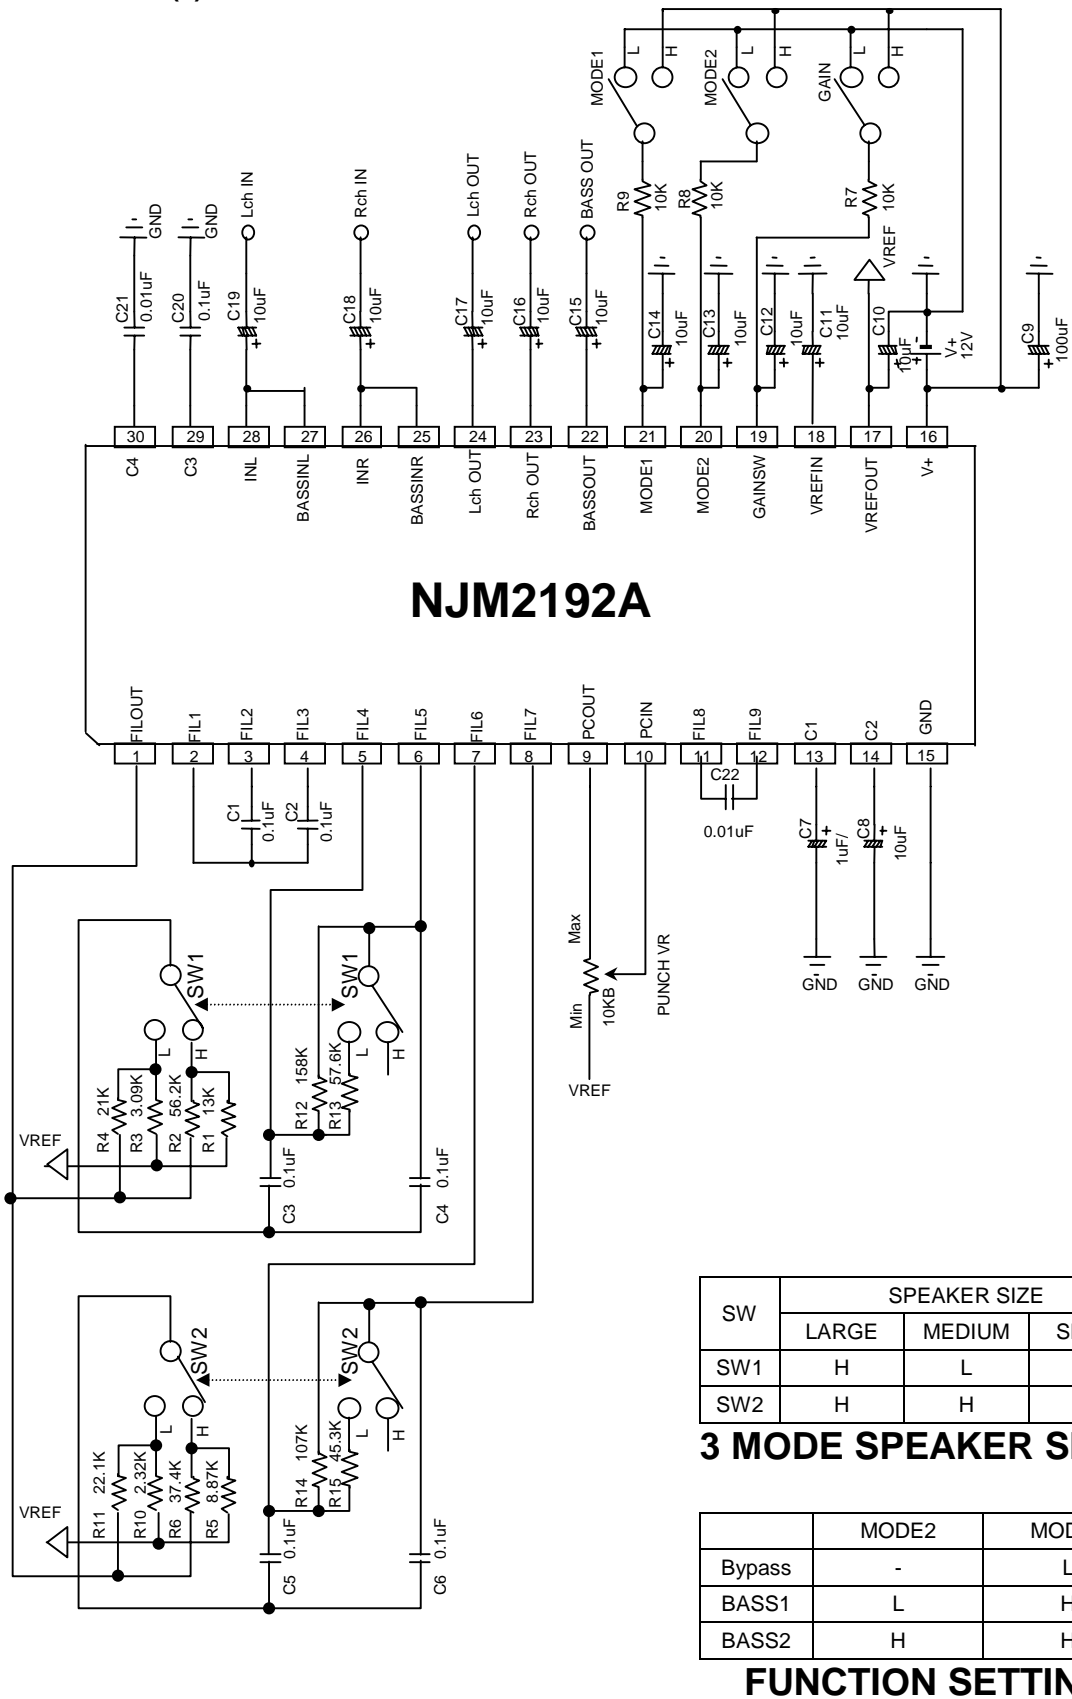 L
H
L
H
L
H
MODE1
MODE2
GAIN
GND
GND
Lch IN
Rch IN
Lch OUT
Rch OUT
BASS OUT
R9
10K
R8
10K
R7
10K
VREF
C21
0.01uF
C20
0.1uF
C19
10uF
C18
10uF
C17
10uF
C16
10uF
C15
10uF
C14
10uF
C13
10uF
C12
10uF
C11
10uF
C10
10uF
V+
12V
C9
100uF
30
29
28
27
26
25
24
23
22
21
20
19
18
17
16
C4
C3
INL
BASSINL
INR
BASSINR
Lch OUT
Rch OUT
BASSOUT
MODE1
MODE2
GAINSW
VREFIN
VREFOUT
V+
NJM2192A
FILOUT
FIL1
FIL2
FIL3
FIL4
FIL5
FIL6
FIL7
PCOUT
PCIN
FIL8
FIL9
C1
C2
GND
1
2
3
4
5
6
7
8
9
10
11
12
13
14
15
C1
0.1uF
C2
0.1uF
C22
0.01uF
C7
1uF/
C8
10uF
GND
GND
GND
Max
Min
10KB
PUNCH VR
VREF
SW1
SW1
L
H
L
H
R4
21K
R3
3.09K
R2
56.2K
R1
13K
R12
158K
R13
57.6K
VREF
C3
0.1uF
C4
0.1uF
SW2
SW2
L
H
L
H
R11
22.1K
R10
2.32K
R6
37.4K
R5
8.87K
R14
107K
R15
45.3K
VREF
C5
0.1uF
C6
0.1uF
SW SPEAKER SIZE
LARGE MEDIUM
SW1 H L
SW2 H H
3 MODE SPEAKER
MODE2
Bypass - L
BASS1 L H
BASS2 H H
FUNCTION